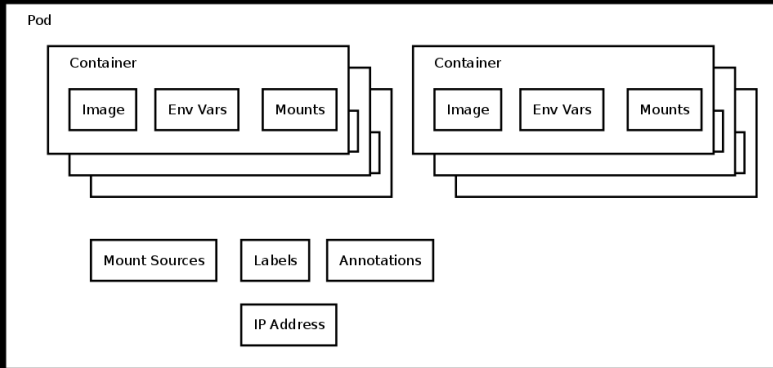 Pod
Container
Image
Env Vars
Mounts
Container
Image
Env Vars
Mounts
Mount Sources
Labels
Annotations
IP Address